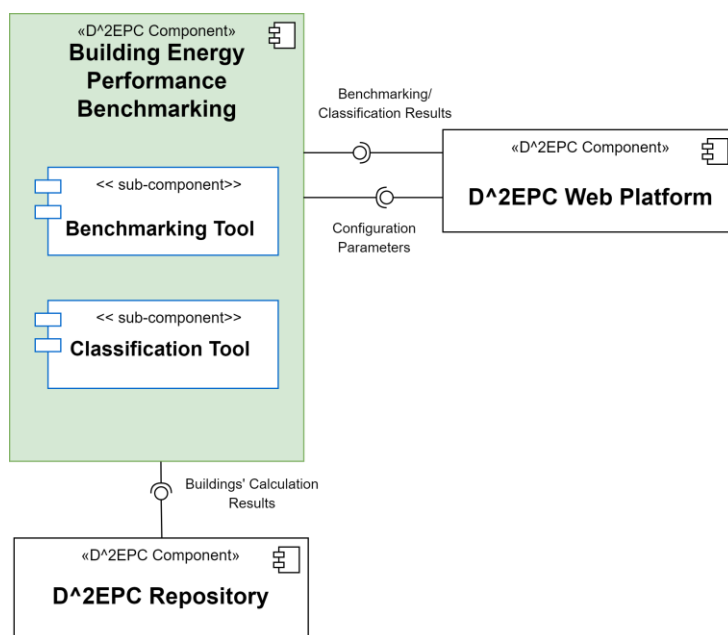 «D^2EPC Component»
Building Energy
Performance
Benchmarking
<< sub-component>>
Benchmarking Tool
<< sub-component>>
Classification Tool
Benchmarking/
Classification Results
Configuration
Parameters
«D^2EPC Component»
D^2EPC Web Platform
Buildings' Calculation
Results
«D^2EPC Component»
D^2EPC Repository